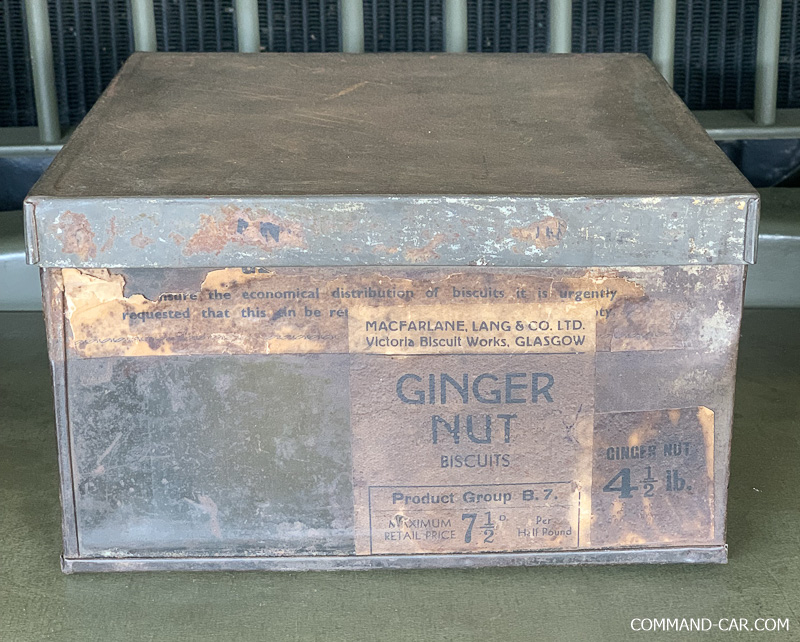 the economical distribution of biscuits it is urgently
requested that this
MACFARLANE, LANG & CO. LTD.
Victoria Biscuit Works, GLASGOW
GINGER
NUT
BISCUITS
Product Group B.7.
MAXIMUM
RETAIL PRICE
7½D.
Per
Half Pound
GINGER NUT
4½ lb.
COMMAND-CAR.COM